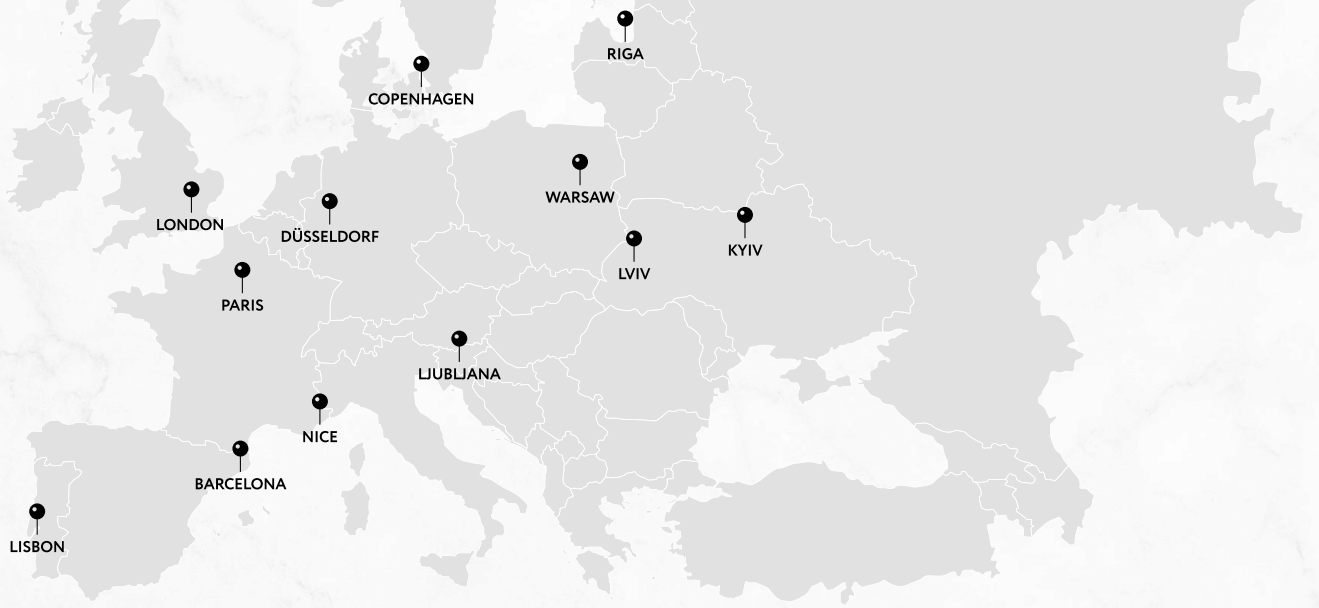 RIGA
COPENHAGEN
WARSAW
LONDON
DÜSSELDORF
KYIV
LVIV
PARIS
LJUBLJANA
NICE
BARCELONA
LISBON